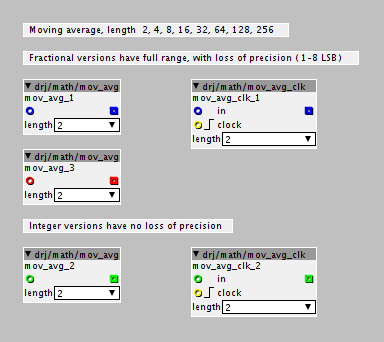 Moving average, length 2, 4, 8, 16, 32, 64, 128, 256
Fractional versions have full range, with loss of precision (1-8 LSB)
drj/math/mov_avg
mov_avg_1
length 2
drj/math/mov_avg_clk
mov_avg_clk_1
in
clock
length 2
drj/math/mov_avg
mov_avg_3
length 2
Integer versions have no loss of precision
drj/math/mov_avg
mov_avg_2
length 2
drj/math/mov_avg_clk
mov_avg_clk_2
in
clock
length 2